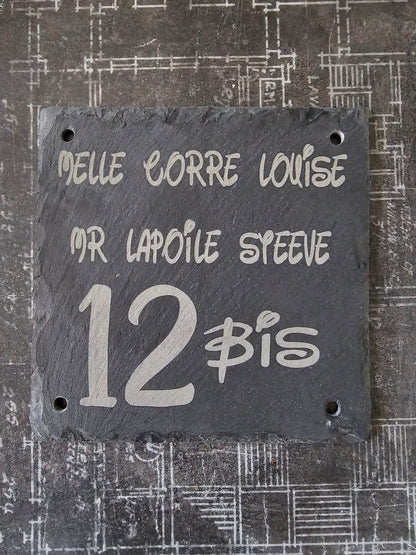 Melle Corre Louise
Mr Lapoile Steeve
12 Bis